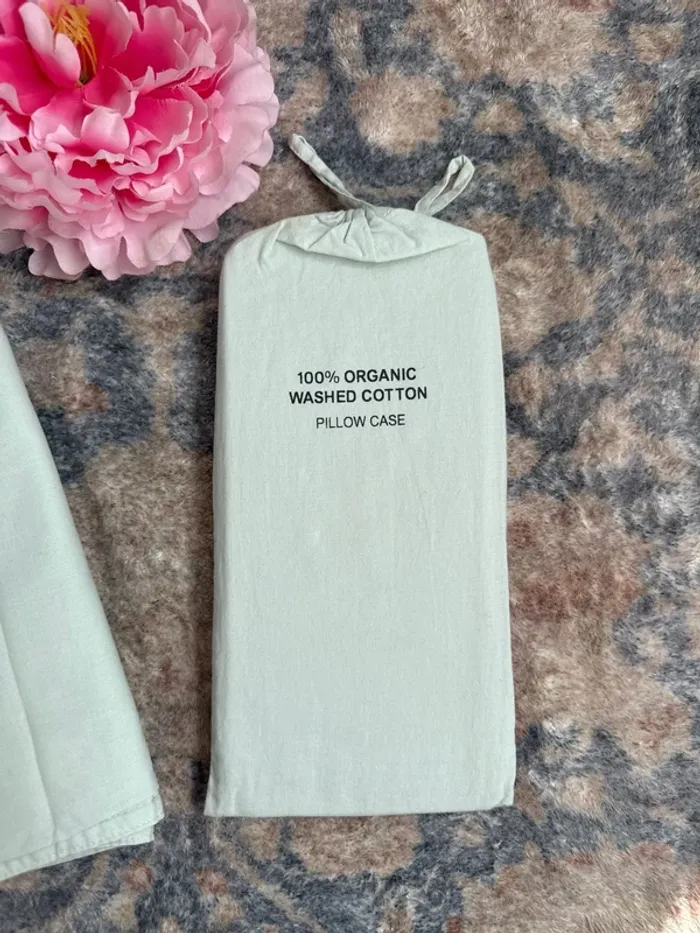 100% ORGANIC
WASHED COTTON
PILLOW CASE